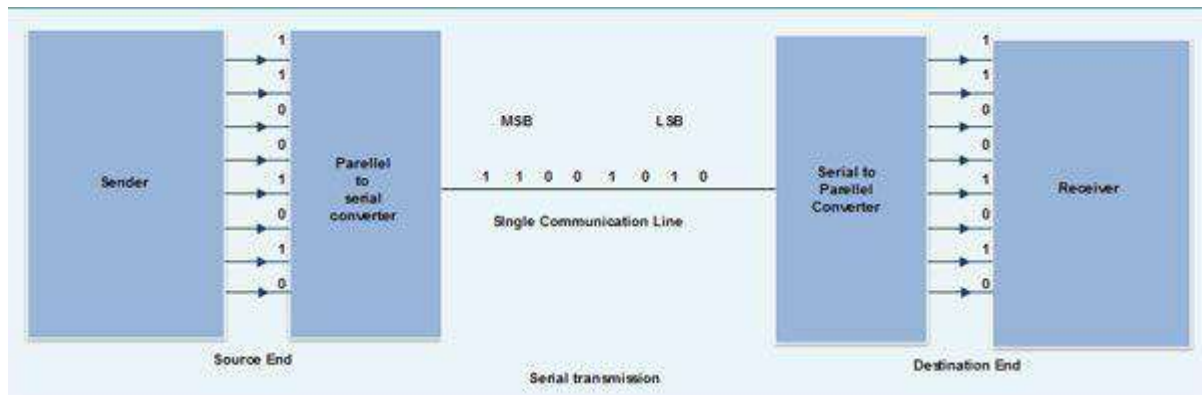 1
1
0
0
1
0
1
0
Sender
Parellel
to
serial
converter
MSB LSB
1 1 0 0 1 0 1 0
SIngle Communication Line
Serial to
Parellel
Converter
1
1
0
0
1
0
1
0
Receiver
Source End
Destination End
Serial transmission